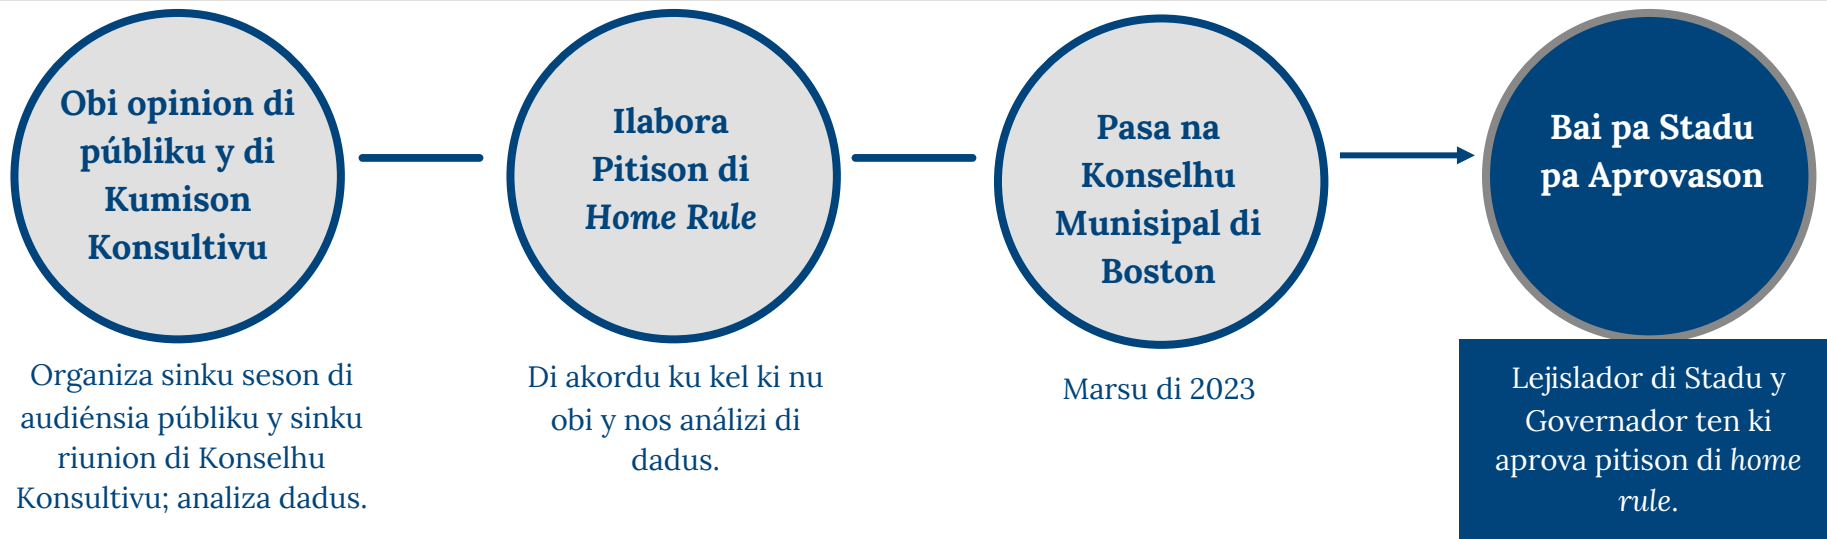 Obi opinion di
públiku y di
Kumison
Konsultivu
Organiza sinku seson di
audiénsia públiku y sinku
riunion di Konselhu
Konsultivu; analiza dadus.
Ilabora
Pitison di
Home Rule
Di akordu ku kel ki nu
obi y nos análizi di
dadus.
Pasa na
Konselhu
Munisipal di
Boston
Marsu di 2023
Bai pa Stadu
pa Aprovason
Lejislador di Stadu y
Governador ten ki
aprova pitison di home
rule.